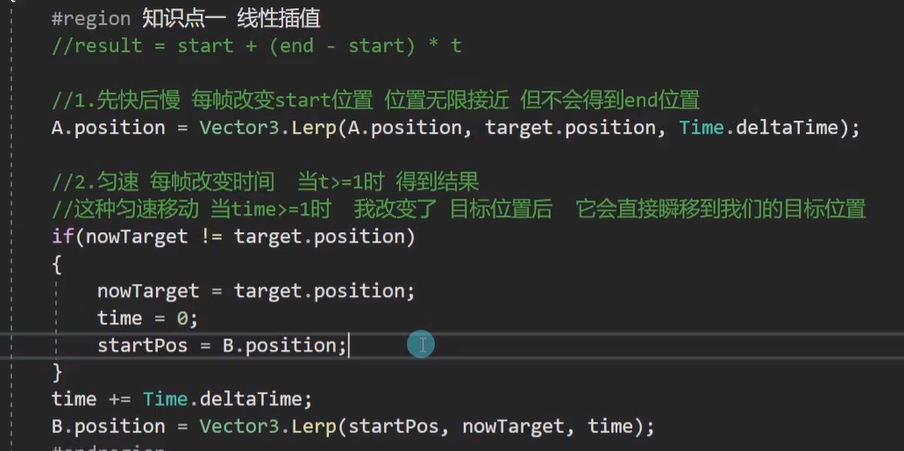 #region 知识点一 线性插值
//result = start + (end - start) * t
//1.先快后慢 每帧改变start位置 位置无限接近 但不会得到end位置
A.position = Vector3.Lerp(A.position, target.position, Time.deltaTime);
//2.匀速 每帧改变时间 当t>=1时 得到结果
//这种匀速移动 当time>=1时 我改变了 目标位置后 它会直接瞬移到我们的目标位置
if(nowTarget != target.position)
{
nowTarget = target.position;
time = 0;
startPos = B.position;
}
time += Time.deltaTime;
B.position = Vector3.Lerp(startPos, nowTarget, time);
#endregion